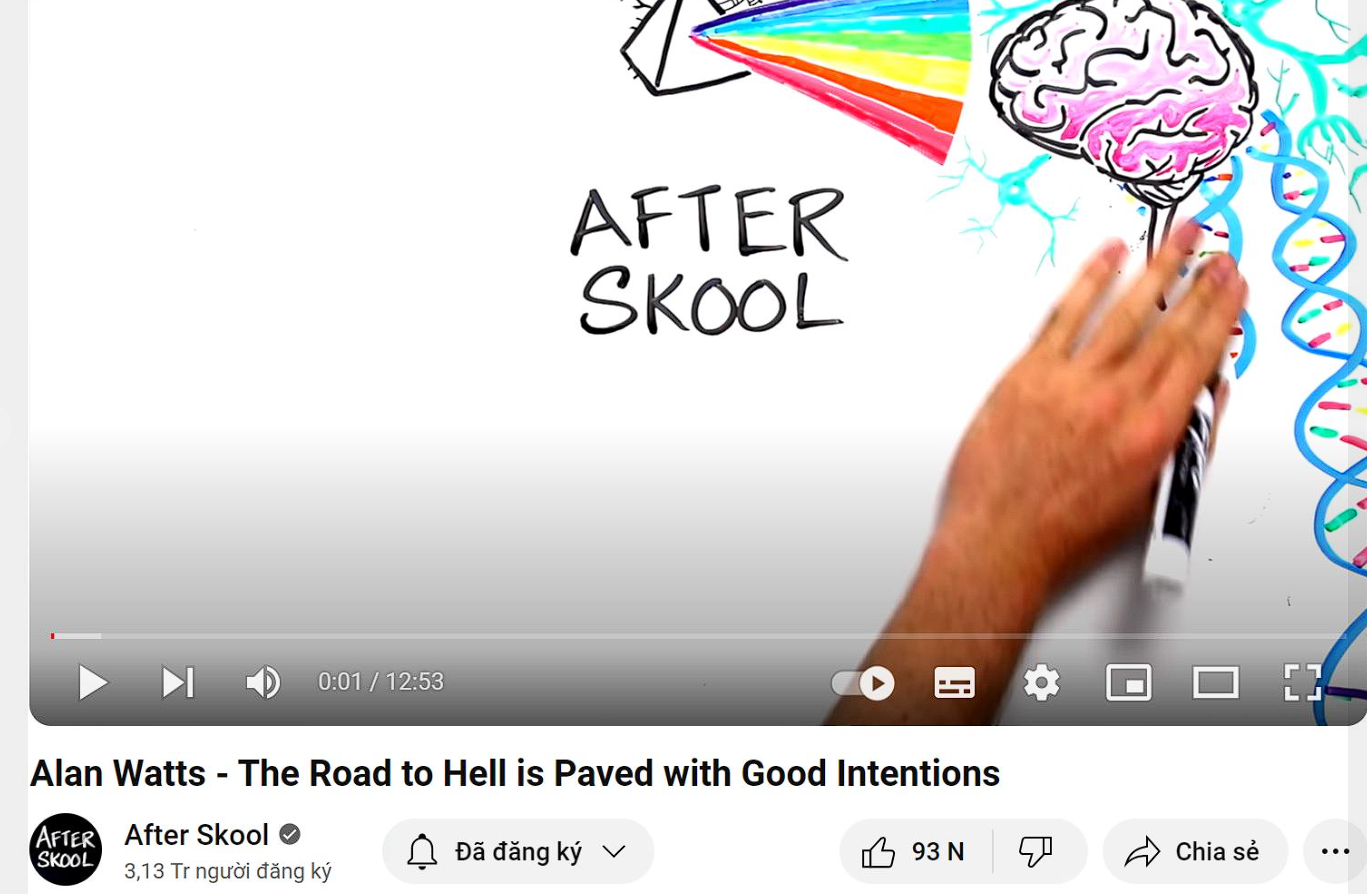 AFTER
SKOOL
0:01 / 12:53
Alan Watts - The Road to Hell is Paved with Good Intentions
AFTER
SKOOL
After Skool
3,13 Tr người đăng ký
Đã đăng ký
93 N
Chia sẻ